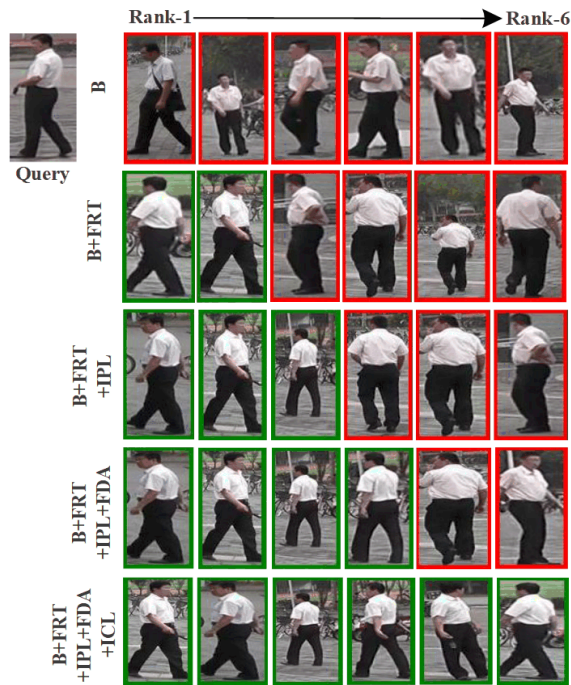 Rank-1
Rank-6
Query
B
B+FRT
B+FRT
+IPL
B+FRT
+IPL+FDA
B+FRT
+IPL+FDA
+ICL